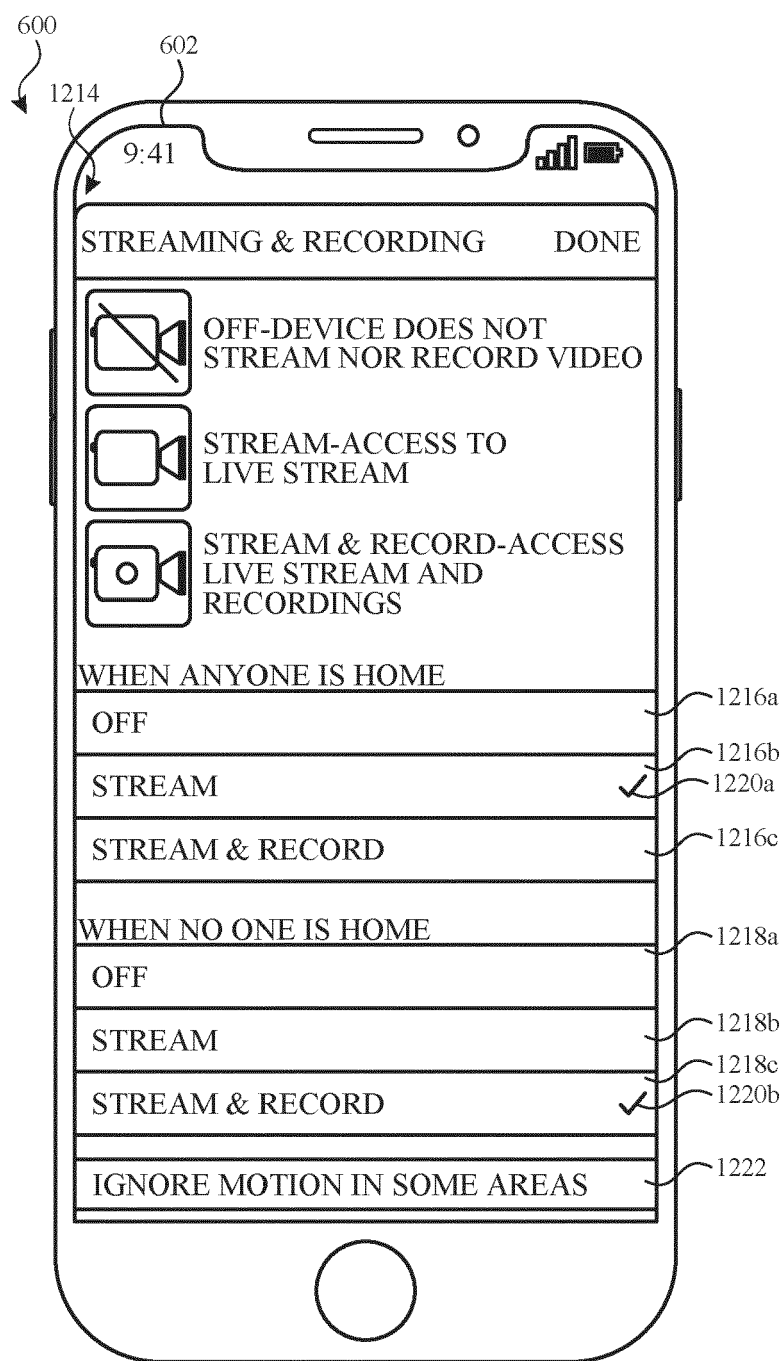 600
602
1214
9:41
STREAMING & RECORDING DONE
OFF-DEVICE DOES NOT
STREAM NOR RECORD VIDEO
STREAM-ACCESS TO
LIVE STREAM
STREAM & RECORD-ACCESS
LIVE STREAM AND
RECORDINGS
WHEN ANYONE IS HOME
1216a
OFF
1216b
STREAM
1220a
STREAM & RECORD
1216c
WHEN NO ONE IS HOME
1218a
OFF
STREAM
1218b
1218c
STREAM & RECORD
1220b
IGNORE MOTION IN SOME AREAS
1222